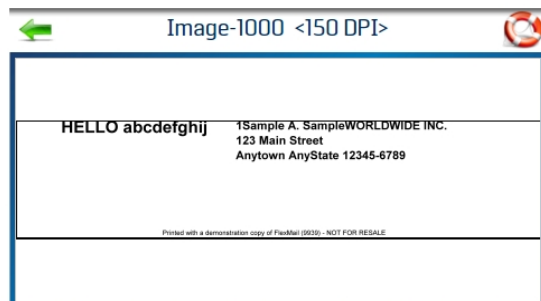 Image-1000 <150 DPI>
HELLO abcdefghij
1Sample A. SampleWORLDWIDE INC.
123 Main Street
Anytown AnyState 12345-6789
Printed with a demonstration copy of FlexMail (9939) - NOT FOR RESALE